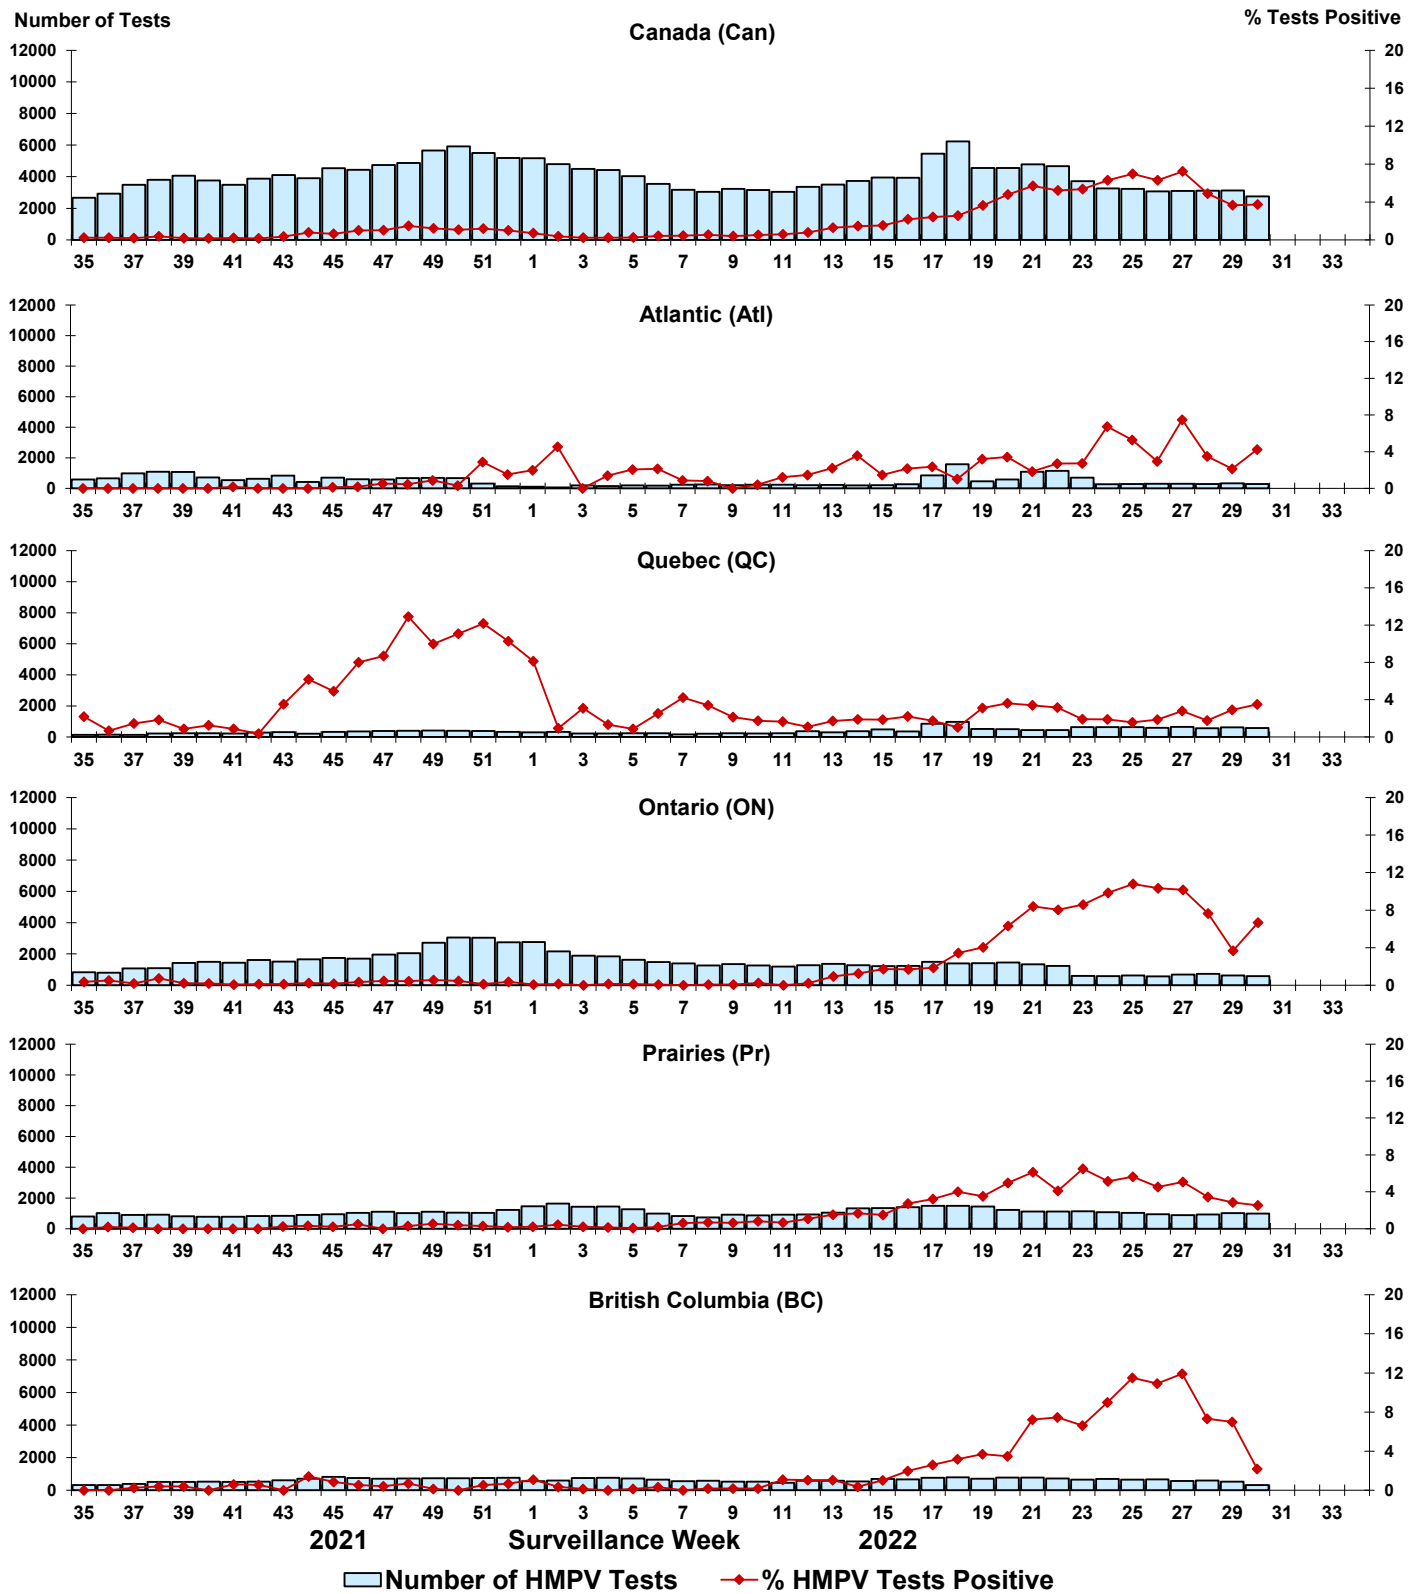 Number of Tests % Tests Positive
Canada (Can)
12000 20
10000 16
8000 12
6000 8
4000 4
2000 0
0
35 37 39 41 43 45 47 49 51 1 3 5 7 9 11 13 15 17 19 21 23 25 27 29 31 33
Atlantic (Atl)
12000 20
10000 16
8000 12
6000 8
4000 4
2000 0
0
35 37 39 41 43 45 47 49 51 1 3 5 7 9 11 13 15 17 19 21 23 25 27 29 31 33
Quebec (QC)
12000 20
10000 16
8000 12
6000 8
4000 4
2000 0
0
35 37 39 41 43 45 47 49 51 1 3 5 7 9 11 13 15 17 19 21 23 25 27 29 31 33
Ontario (ON)
12000 20
10000 16
8000 12
6000 8
4000 4
2000 0
0
35 37 39 41 43 45 47 49 51 1 3 5 7 9 11 13 15 17 19 21 23 25 27 29 31 33
Prairies (Pr)
12000 20
10000 16
8000 12
6000 8
4000 4
2000 0
0
35 37 39 41 43 45 47 49 51 1 3 5 7 9 11 13 15 17 19 21 23 25 27 29 31 33
British Columbia (BC)
12000 20
10000 16
8000 12
6000 8
4000 4
2000 0
0
35 37 39 41 43 45 47 49 51 1 3 5 7 9 11 13 15 17 19 21 23 25 27 29 31 33
2021 Surveillance Week 2022
Number of HMPV Tests % HMPV Tests Positive